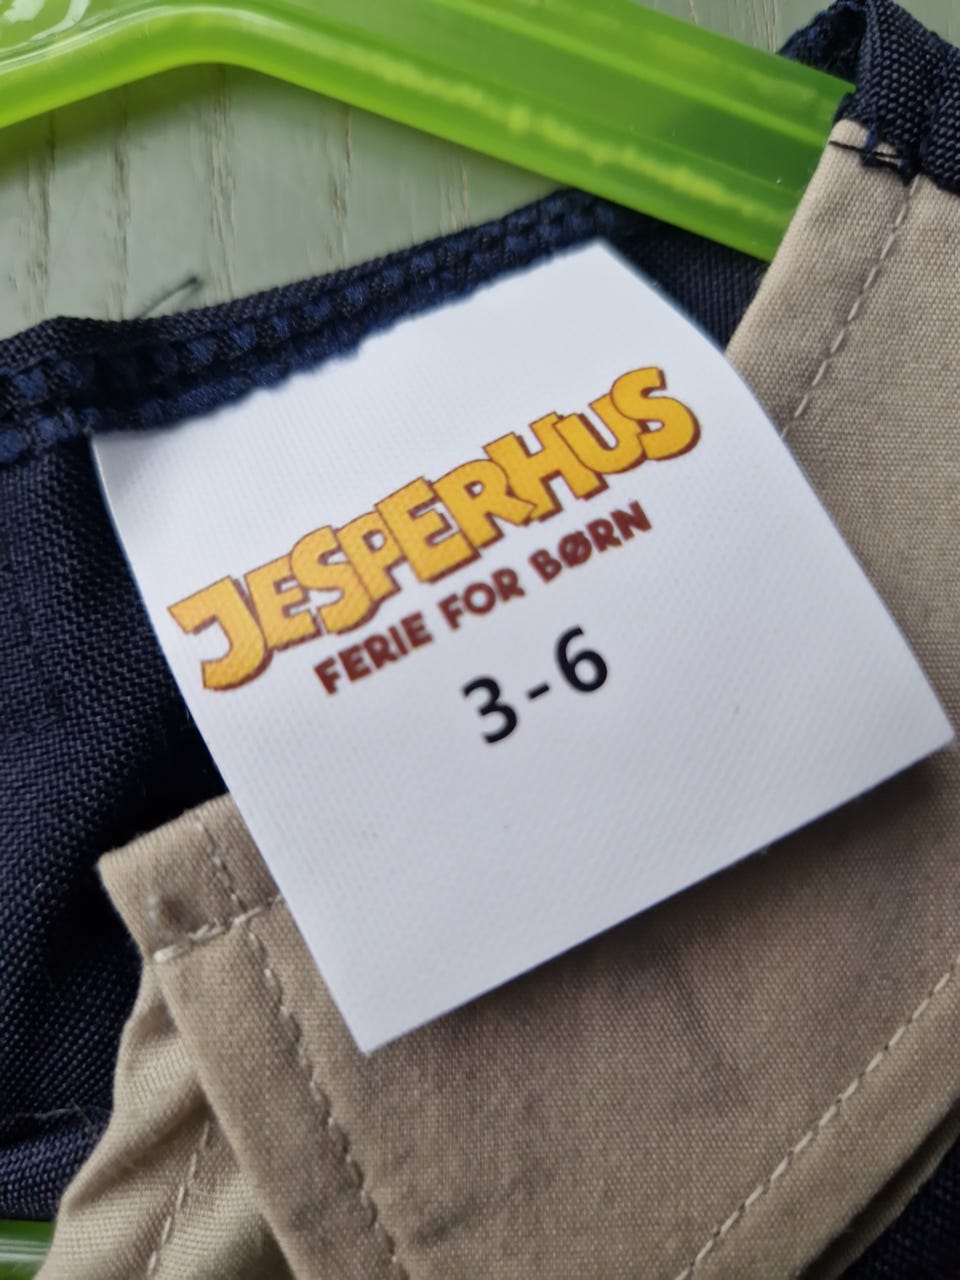 JESPERHUS
FERIE FOR BØRN
3-6